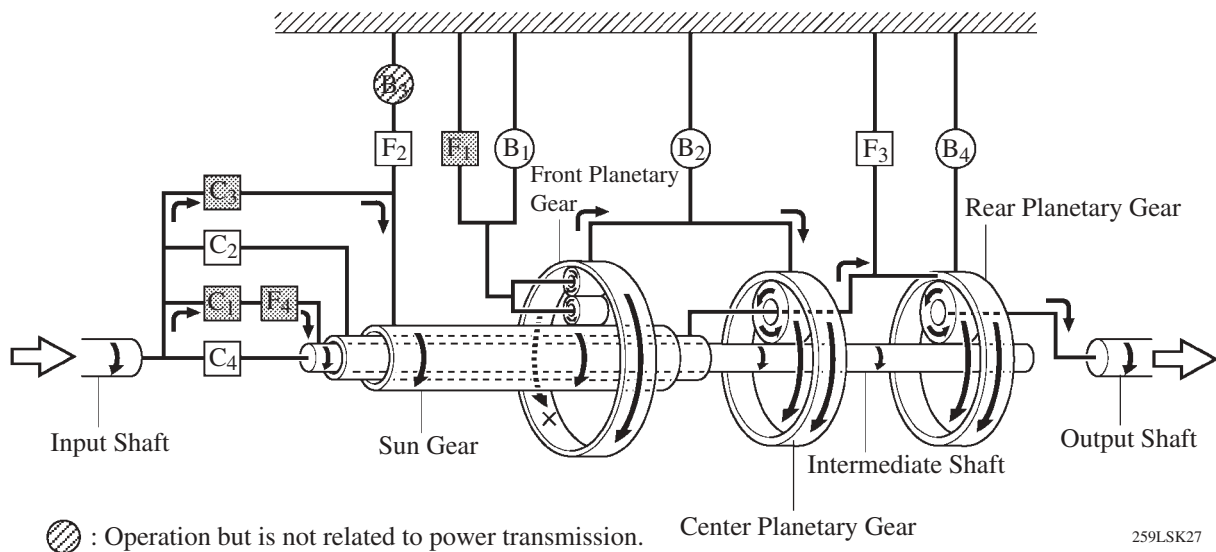 B3
F2
F1
B1
B2
F3
B4
Front Planetary
Gear
Rear Planetary Gear
C3
C2
C1
F4
C4
Input Shaft
Sun Gear
Intermediate Shaft
Output Shaft
Center Planetary Gear
: Operation but is not related to power transmission.
259LSK27